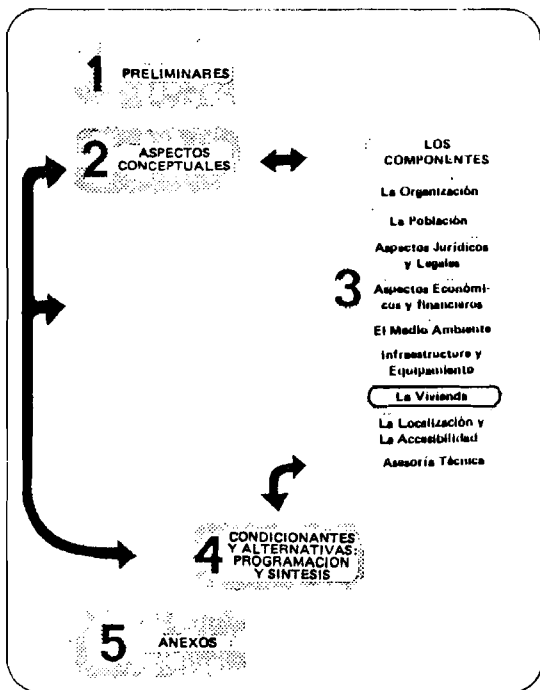 1 PRELIMINARES
2 ASPECTOS
CONCEPTUALES
LOS
COMPONENTES
La Organización
La Población
Aspectos Jurídicos
y Legales
3
Aspectos Económi-
cos y financieros
El Medio Ambiente
Infraestructura y
Equipamiento
La Vivienda
La Localización y
La Accesibilidad
Asesoría Técnica
4 CONDICIONANTES
Y ALTERNATIVAS:
PROGRAMACION
Y SINTESIS
5 ANEXOS